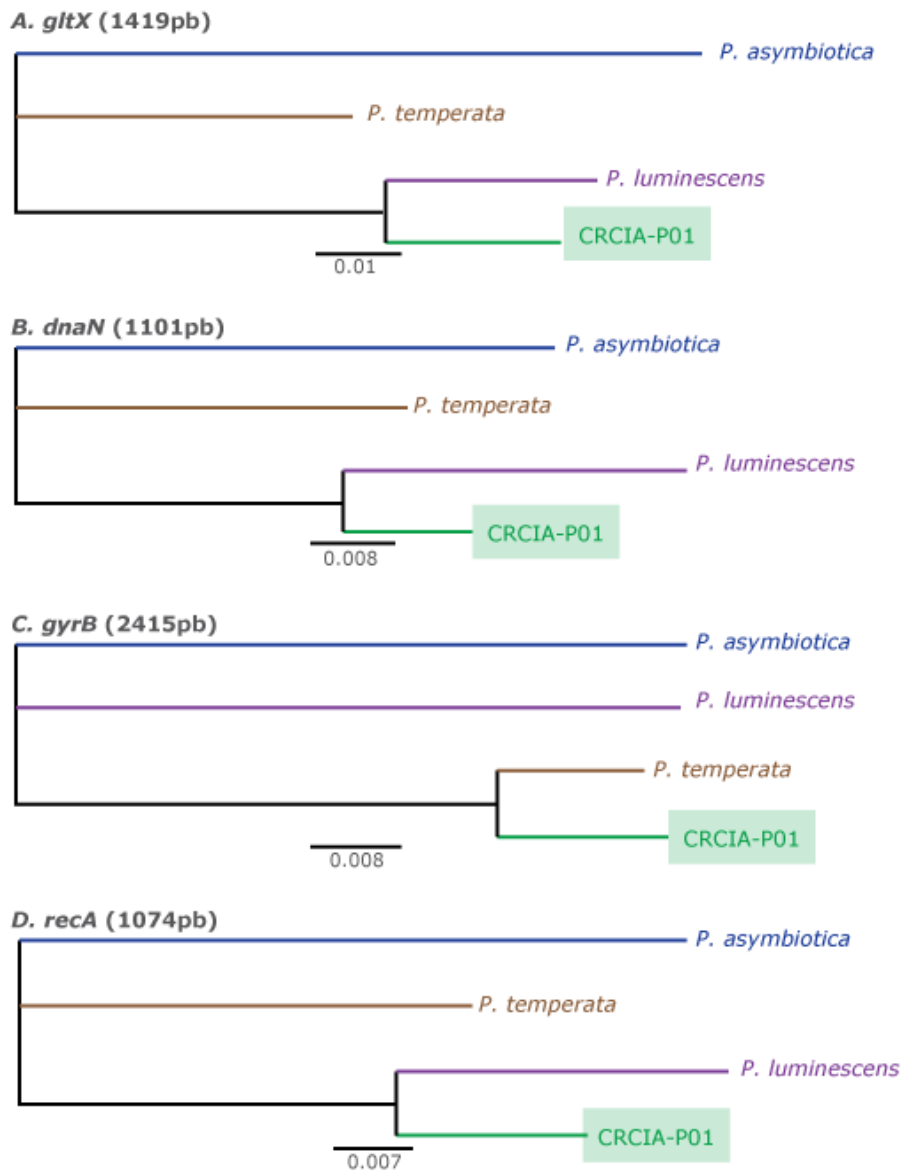 A. gltX (1419pb)
P. asymbiotica
P. temperata
P. luminescens
CRCIA-P01
0.01
B. dnaN (1101pb)
P. asymbiotica
P. temperata
P. luminescens
CRCIA-P01
0.008
C. gyrB (2415pb)
P. asymbiotica
P. luminescens
P. temperata
CRCIA-P01
0.008
D. recA (1074pb)
P. asymbiotica
P. temperata
P. luminescens
CRCIA-P01
0.007